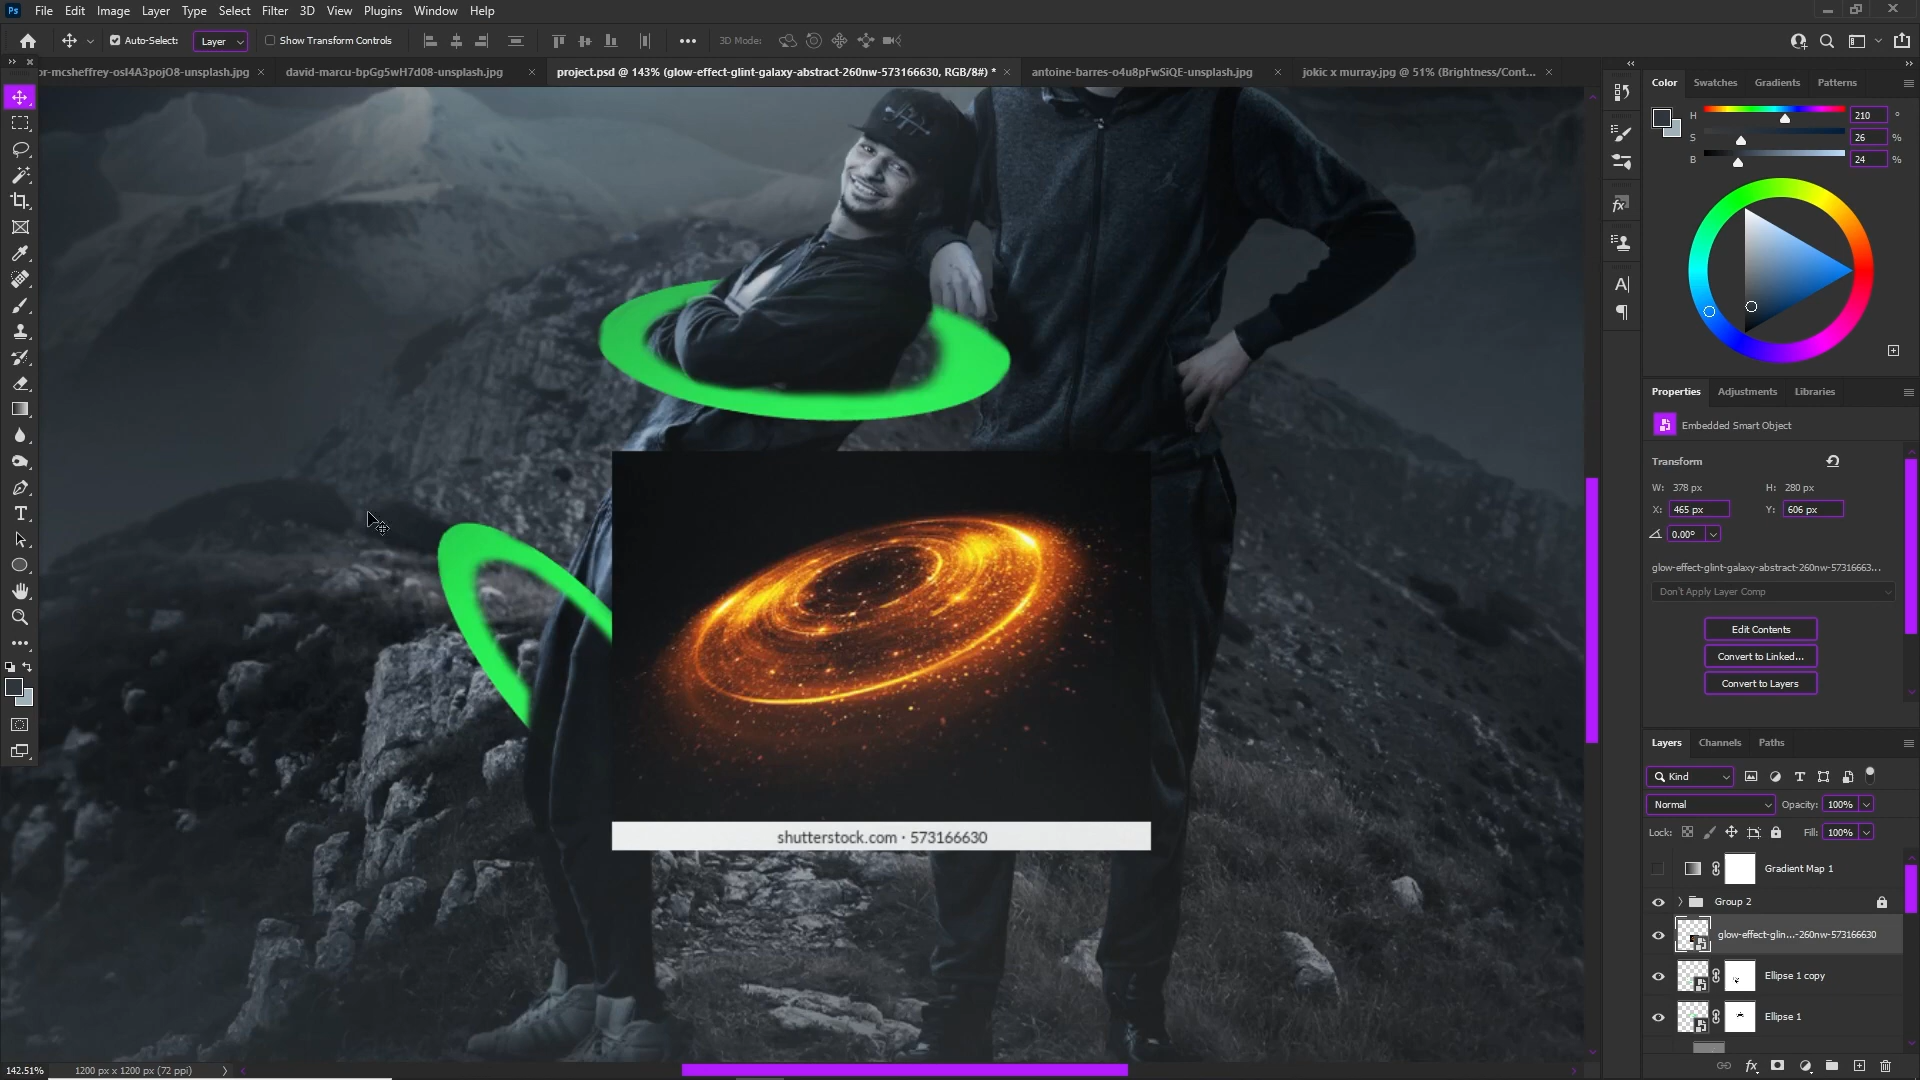 Ps File Edit Image Layer Type Select Filter 3D View Plugins Window Help
Auto-Select: Layer Show Transform Controls 3D Mode:
or-mcsheffrey-osI4A3pojO8-unsplash.jpg × david-marcu-bpGg5wH7d08-unsplash.jpg × project.psd @ 143% (glow-effect-glint-galaxy-abstract-260nw-573166630, RGB/8#) * × antoine-barres-o4u8pFwSiQE-unsplash.jpg × jokic x murray.jpg @ 51% (Brightness/Cont... ×
Color Swatches Gradients Patterns
H 210 °
S 26 %
B 24 %
Properties Adjustments Libraries
Embedded Smart Object
Transform
W: 378 px H: 280 px
X: 465 px Y: 606 px
0.00°
glow-effect-glint-galaxy-abstract-260nw-57316663...
Don't Apply Layer Comp
Edit Contents
Convert to Linked...
Convert to Layers
Layers Channels Paths
Kind
Normal Opacity: 100%
Lock: Fill: 100%
Gradient Map 1
Group 2
glow-effect-glin...-260nw-573166630
Ellipse 1 copy
Ellipse 1
shutterstock.com · 573166630
142.51% 1200 px x 1200 px (72 ppi)